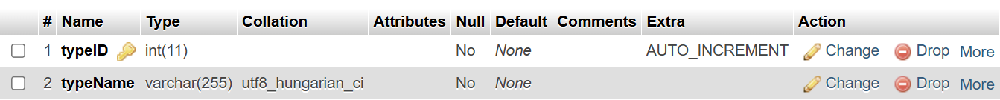 # Name Type Collation Attributes Null Default Comments Extra Action
1 typeID int(11) No None AUTO_INCREMENT Change Drop More
2 typeName varchar(255) utf8_hungarian_ci No None Change Drop More